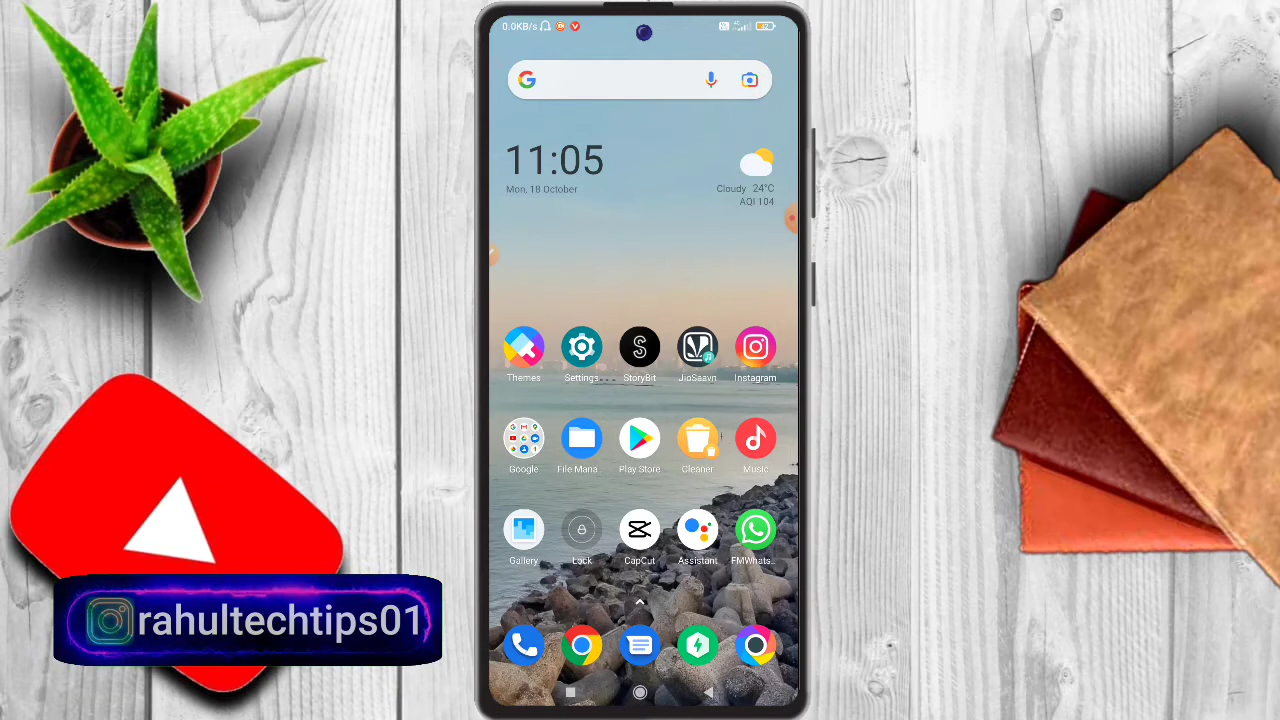 0.0KB/s
11:05
Mon, 18 October
Cloudy 24°C
AQI 104
Themes Settings StoryBit JioSaavn Instagram
Google File Mana.. Play Store Cleaner Music
Gallery Lock CapCut Assistant FMWhats..
rahultechtips01